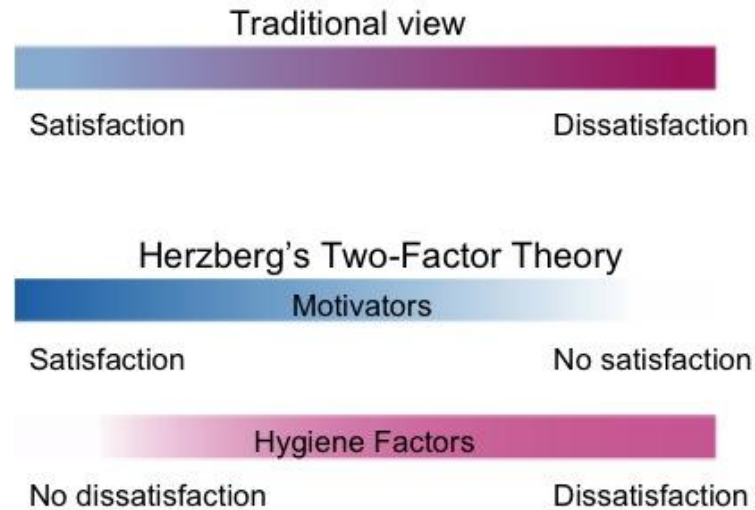 Traditional view
Satisfaction Dissatisfaction
Herzberg’s Two-Factor Theory
Motivators
Satisfaction No satisfaction
Hygiene Factors
No dissatisfaction Dissatisfaction